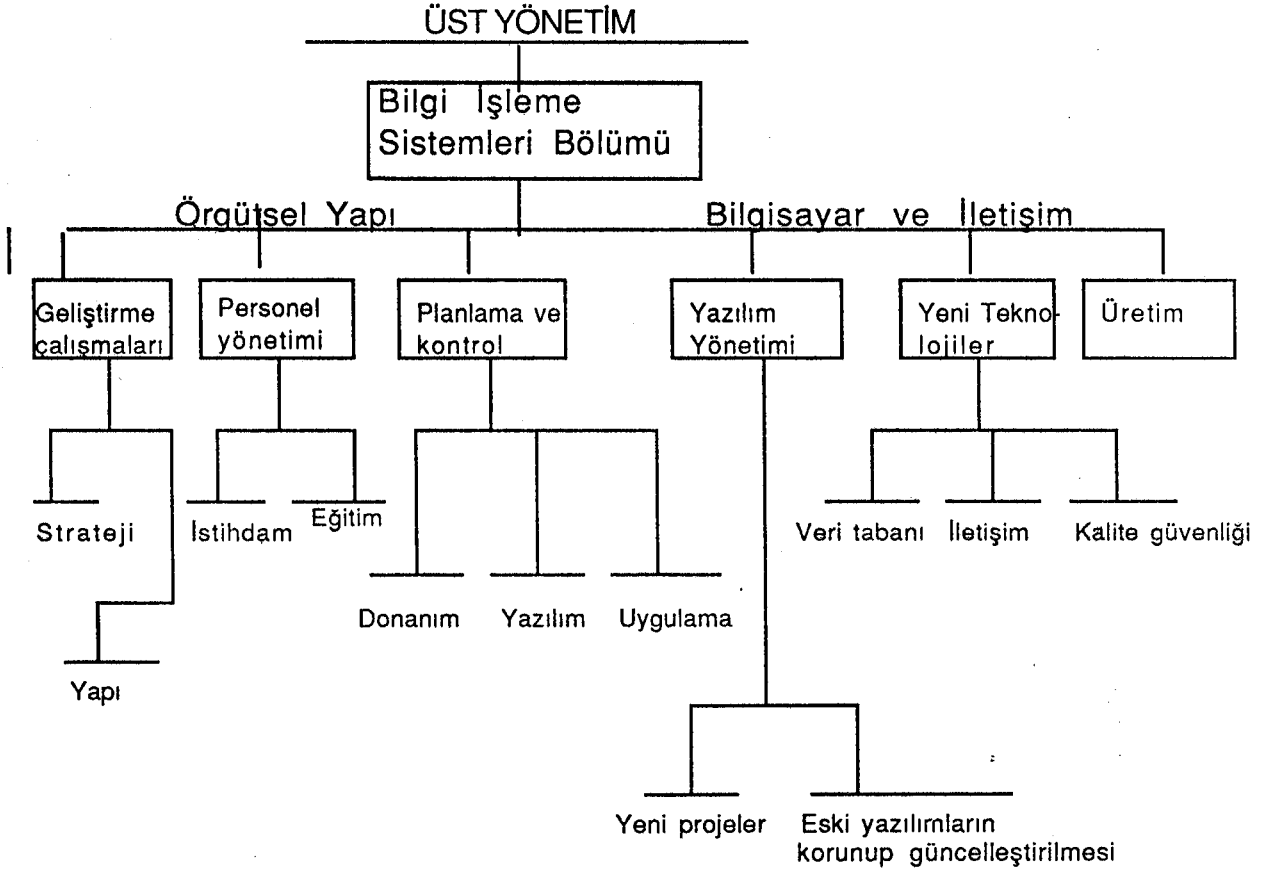 ÜST YÖNETİM
Bilgi İşleme
Sistemleri Bölümü
Örgütsel Yapı
Bilgisayar ve İletişim
Geliştirme
çalışmaları
Personel
yönetimi
Planlama ve
kontrol
Yazılım
Yönetimi
Yeni Tekno-
lojiler
Üretim
Strateji
İstihdam
Eğitim
Veri tabanı
İletişim
Kalite güvenliği
Donanım
Yazılım
Uygulama
Yapı
Yeni projeler
Eski yazılımların
korunup güncelleştirilmesi